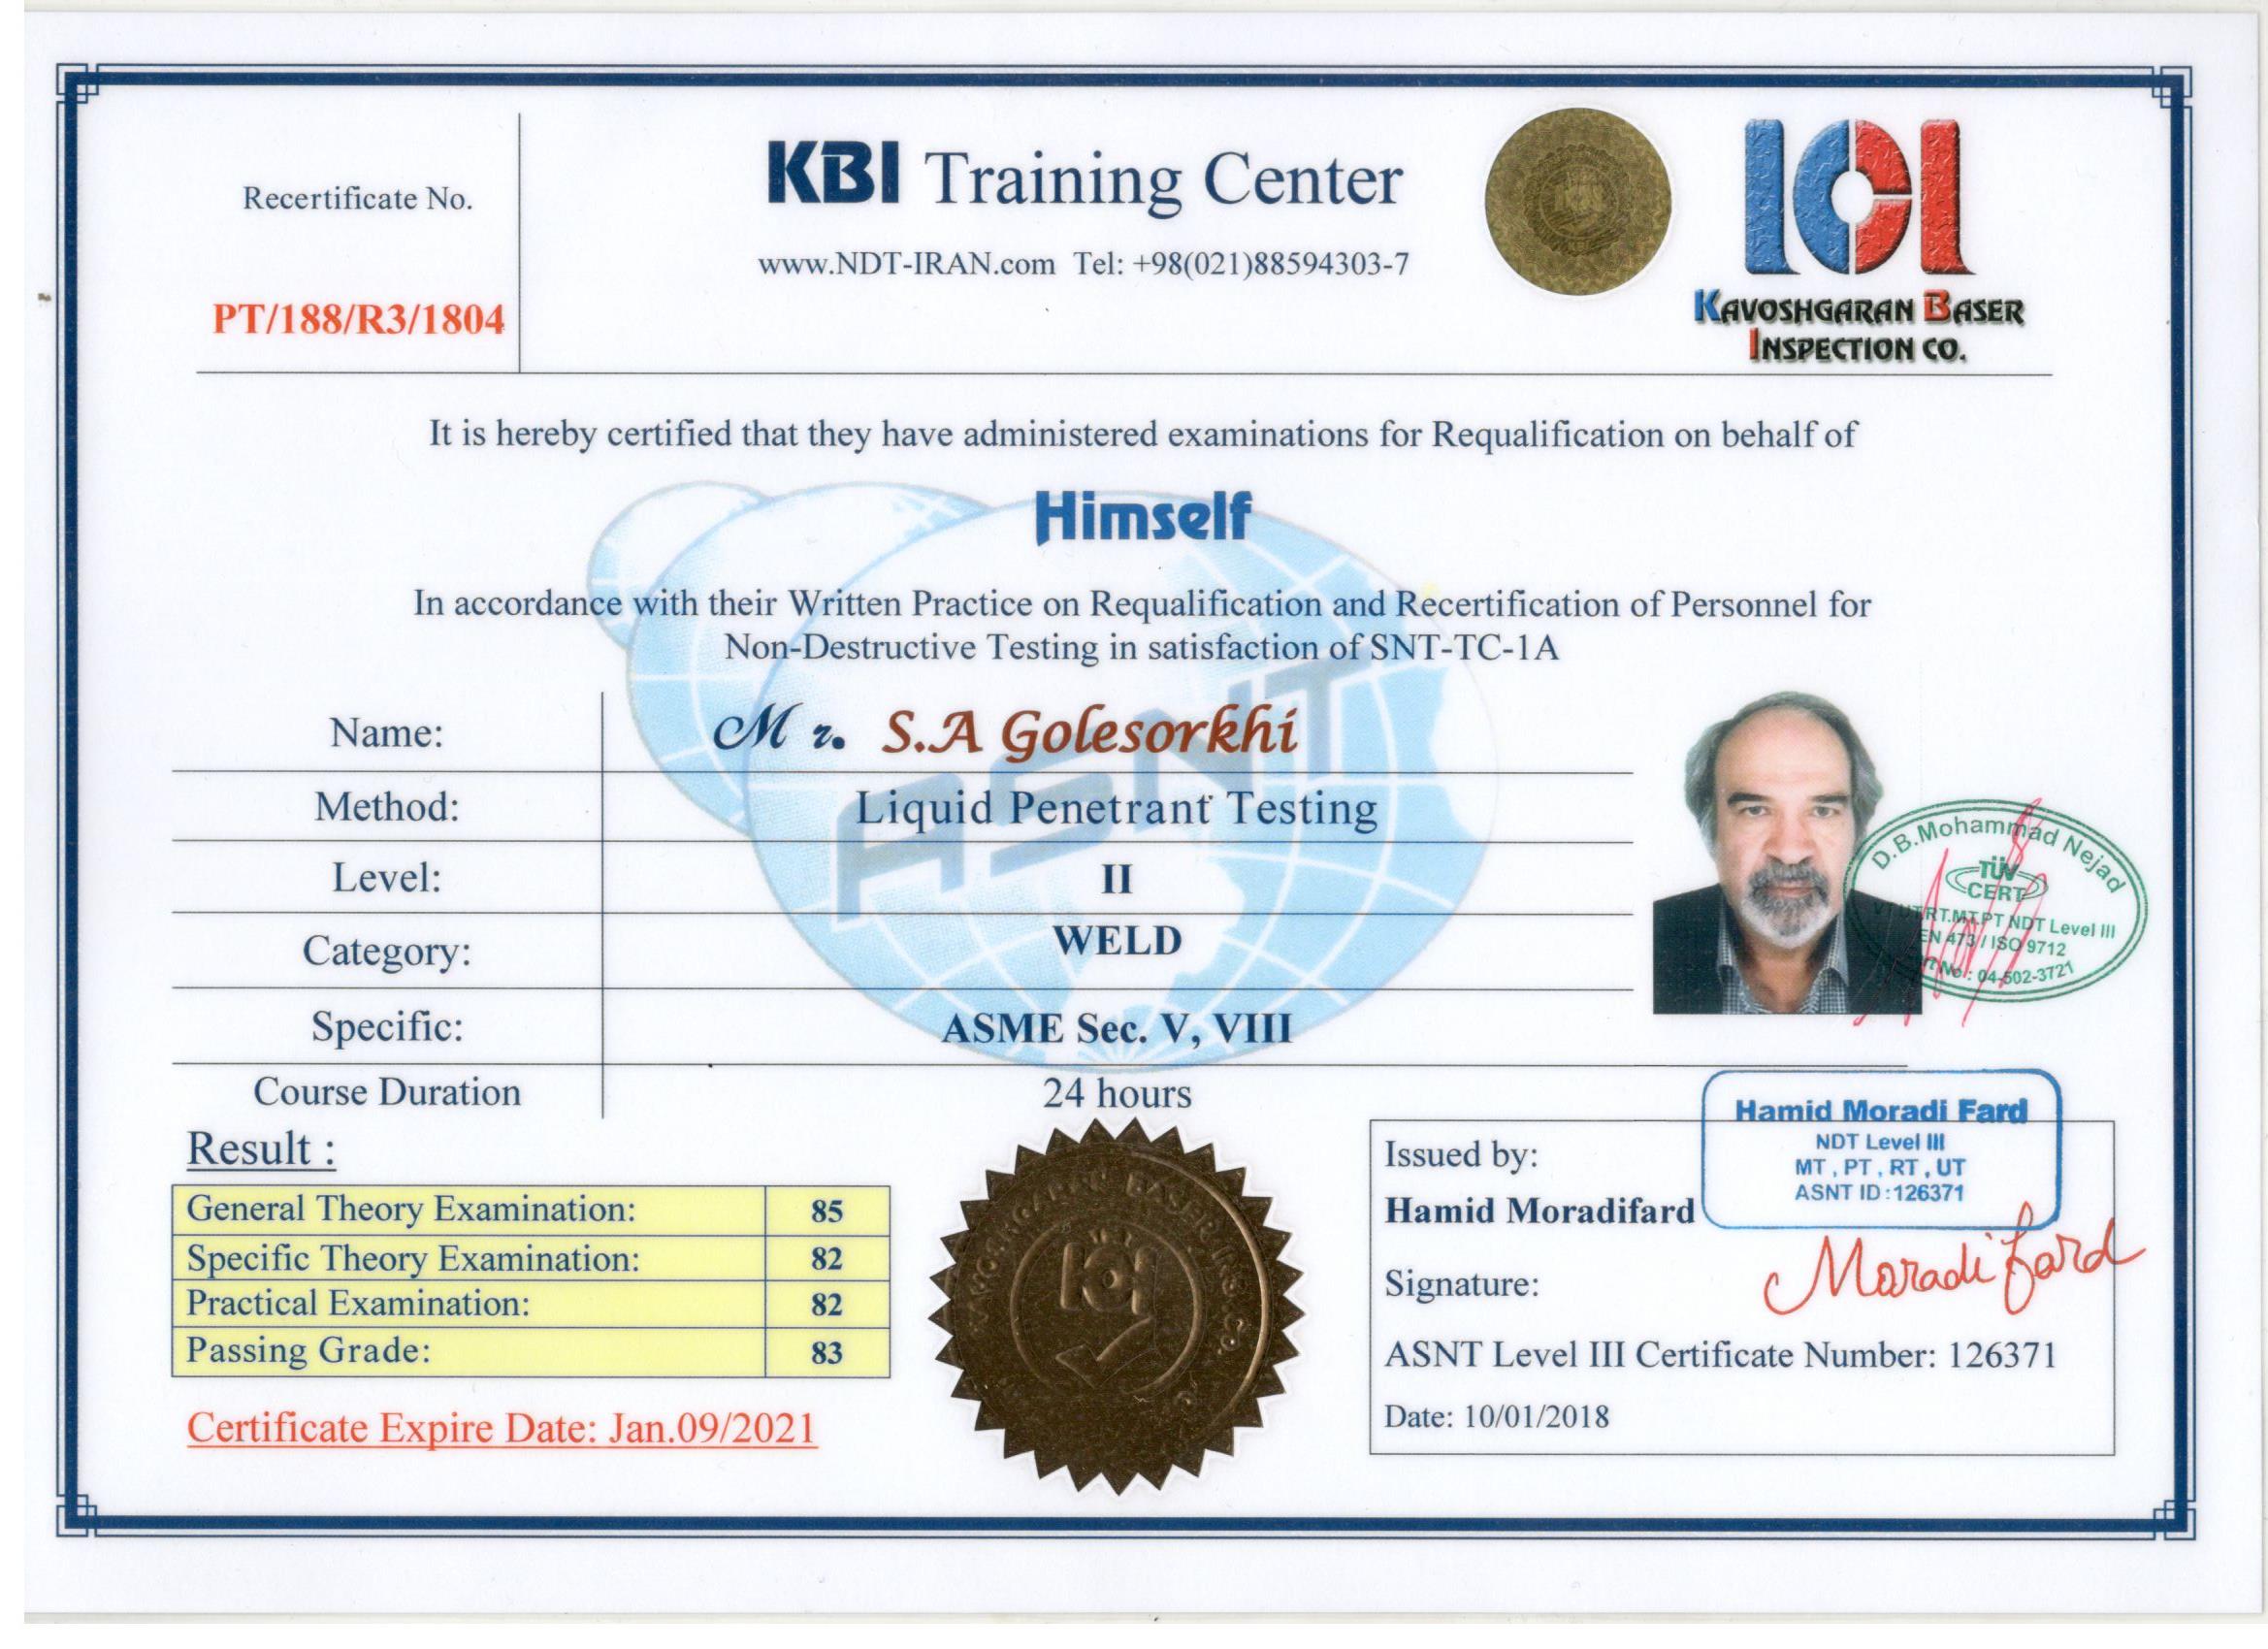 Recertificate No.
PT/188/R3/1804
KBI Training Center
www.NDT-IRAN.com Tel: +98(021)88594303-7
KAVOSHGARAN BASER
INSPECTION CO.
It is hereby certified that they have administered examinations for Requalification on behalf of
Himself
In accordance with their Written Practice on Requalification and Recertification of Personnel for
Non-Destructive Testing in satisfaction of SNT-TC-1A
ASNT
Name: Mr. S.A Golesorkhi
Method: Liquid Penetrant Testing
Level: II
Category: WELD
Specific: ASME Sec. V, VIII
Course Duration 24 hours
D.B.Mohammad Nejad
TÜV
CERT
RT.MT.PT NDT Level III
EN 473 / ISO 9712
No.: 04-502-3721
Result :
General Theory Examination: 85
Specific Theory Examination: 82
Practical Examination: 82
Passing Grade: 83
Certificate Expire Date: Jan.09/2021
KAVOSHGARAN BASER INS. Co.
Hamid Moradi Fard
NDT Level III
MT , PT , RT , UT
ASNT ID :126371
Issued by:
Hamid Moradifard
Signature: Moradifard
ASNT Level III Certificate Number: 126371
Date: 10/01/2018